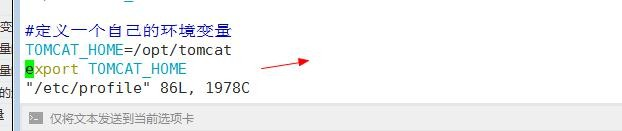 #定义一个自己的环境变量
TOMCAT_HOME=/opt/tomcat
export TOMCAT_HOME
"/etc/profile" 86L, 1978C
仅将文本发送到当前选项卡